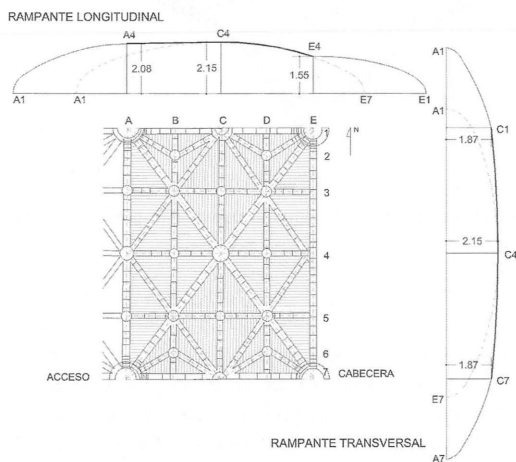 RAMPANTE LONGITUDINAL
A4 C4 E4
2.08 2.15 1.55
A1 A1 E7 E1
A B C D E
1
N
2
3
4
5
6
7
ACCESO CABECERA
A1
A1
C1
1.87
2.15
C4
1.87
C7
E7
A7
RAMPANTE TRANSVERSAL